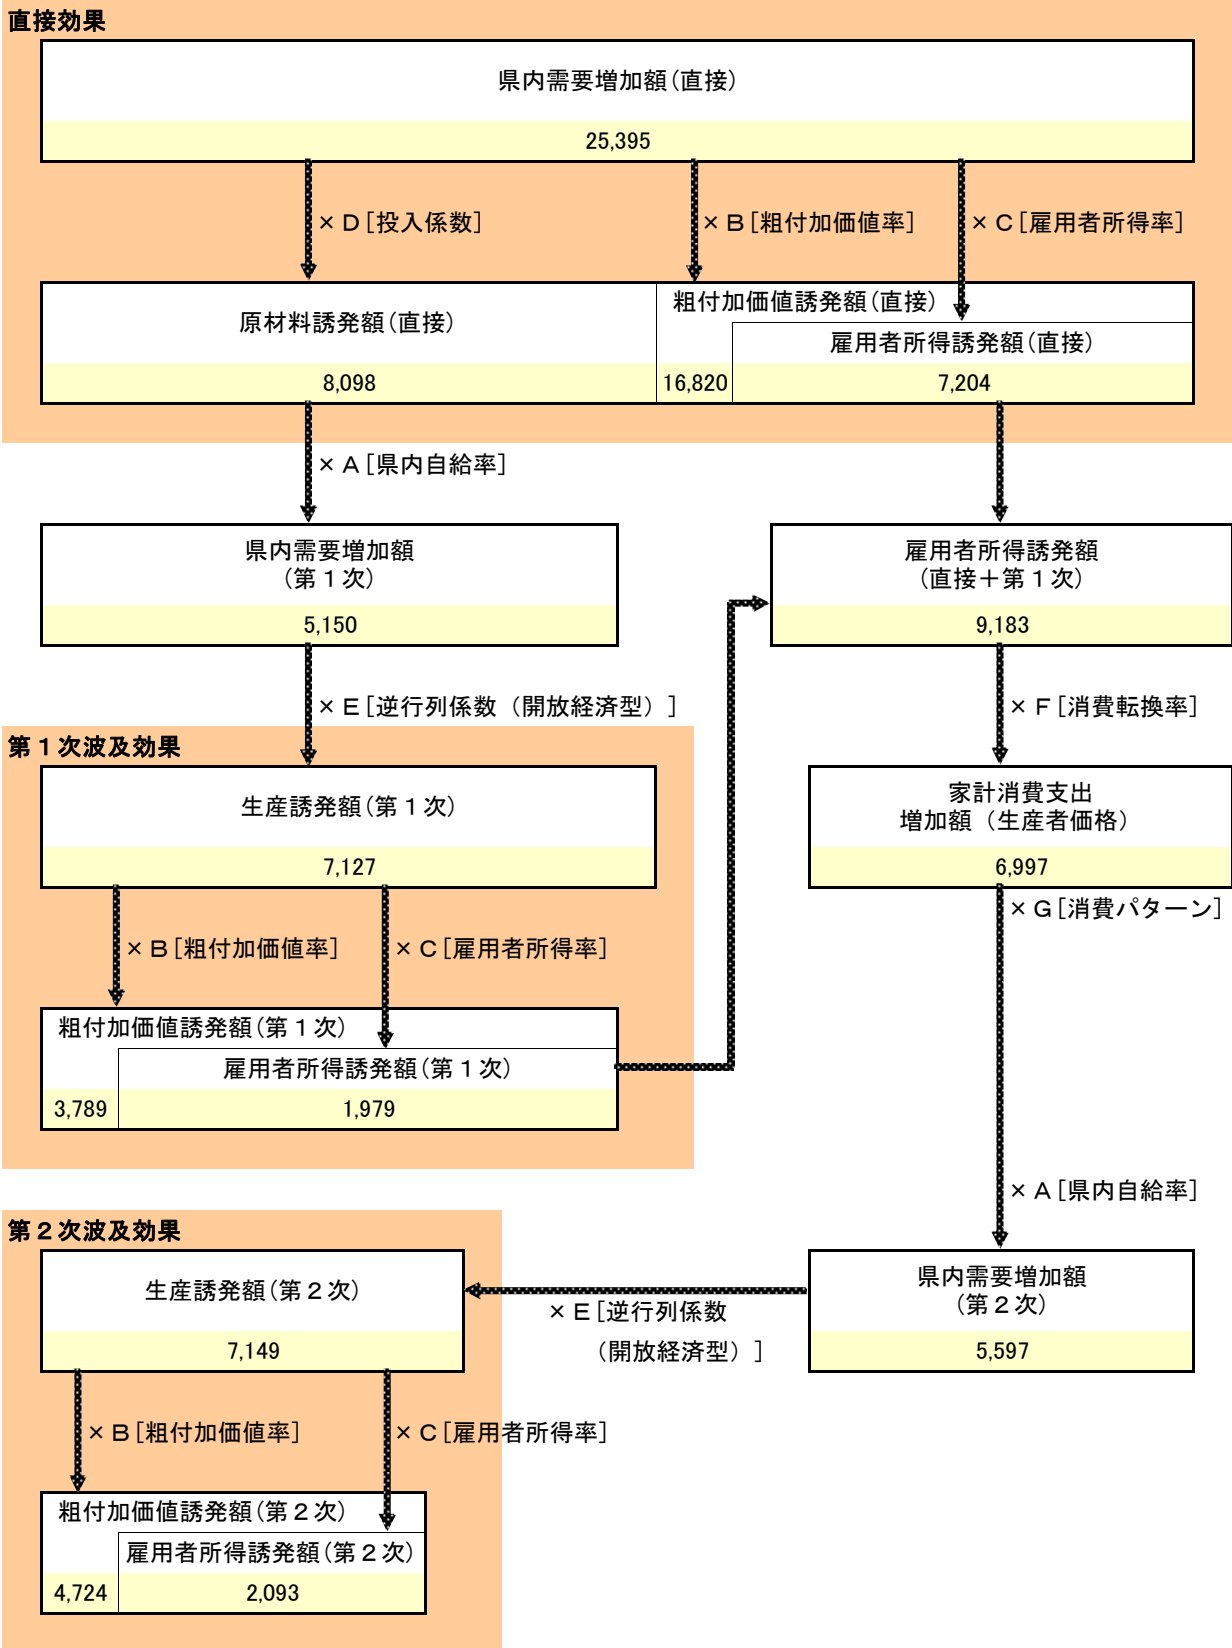 直接効果
県内需要増加額(直接)
25,395
× D[投入係数]
× B[粗付加価値率]
× C[雇用者所得率]
原材料誘発額(直接)
粗付加価値誘発額(直接)
雇用者所得誘発額(直接)
8,098
16,820
7,204
× A[県内自給率]
県内需要増加額
(第1次)
5,150
雇用者所得誘発額
(直接+第1次)
9,183
× E[逆行列係数(開放経済型)]
× F[消費転換率]
第1次波及効果
生産誘発額(第1次)
7,127
家計消費支出
増加額(生産者価格)
6,997
× G[消費パターン]
× B[粗付加価値率]
× C[雇用者所得率]
粗付加価値誘発額(第1次)
雇用者所得誘発額(第1次)
3,789
1,979
× A[県内自給率]
第2次波及効果
生産誘発額(第2次)
7,149
× E[逆行列係数
(開放経済型)]
県内需要増加額
(第2次)
5,597
× B[粗付加価値率]
× C[雇用者所得率]
粗付加価値誘発額(第2次)
雇用者所得誘発額(第2次)
4,724
2,093